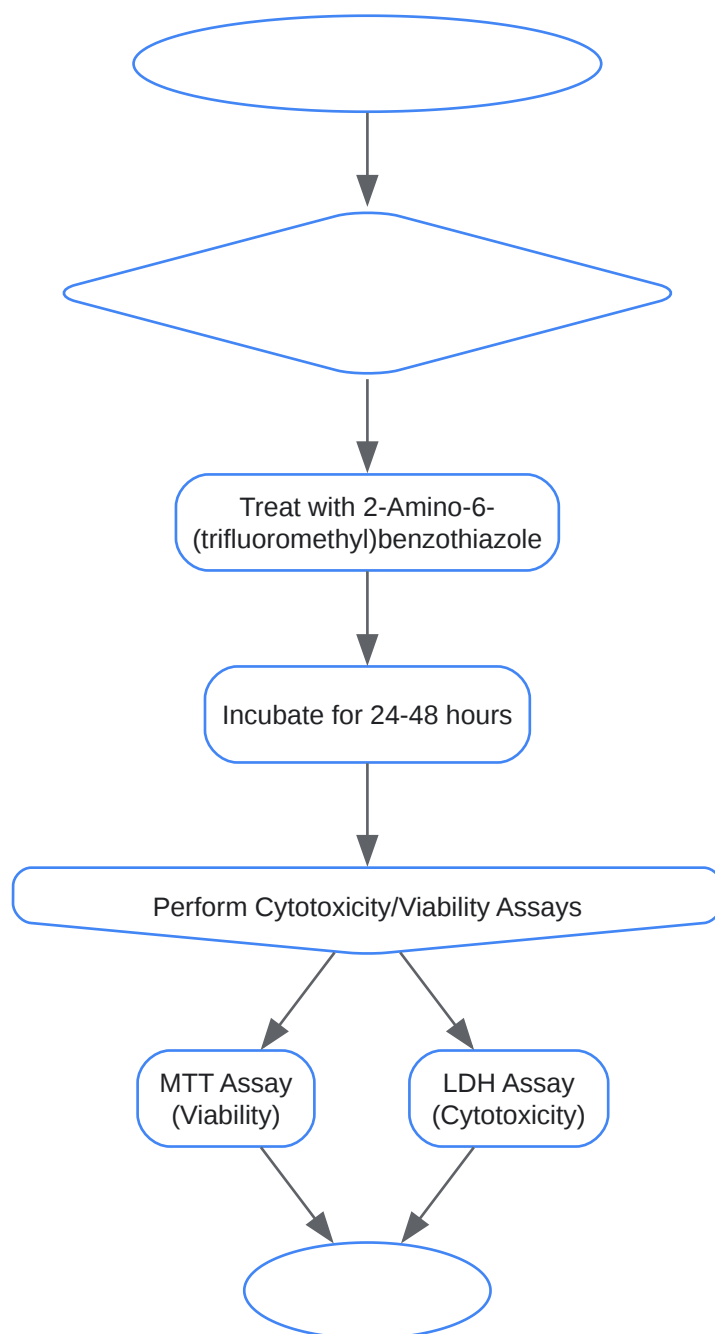 Treat with 2-Amino-6-
(trifluoromethyl)benzothiazole
Incubate for 24-48 hours
Perform Cytotoxicity/Viability Assays
MTT Assay
(Viability)
LDH Assay
(Cytotoxicity)